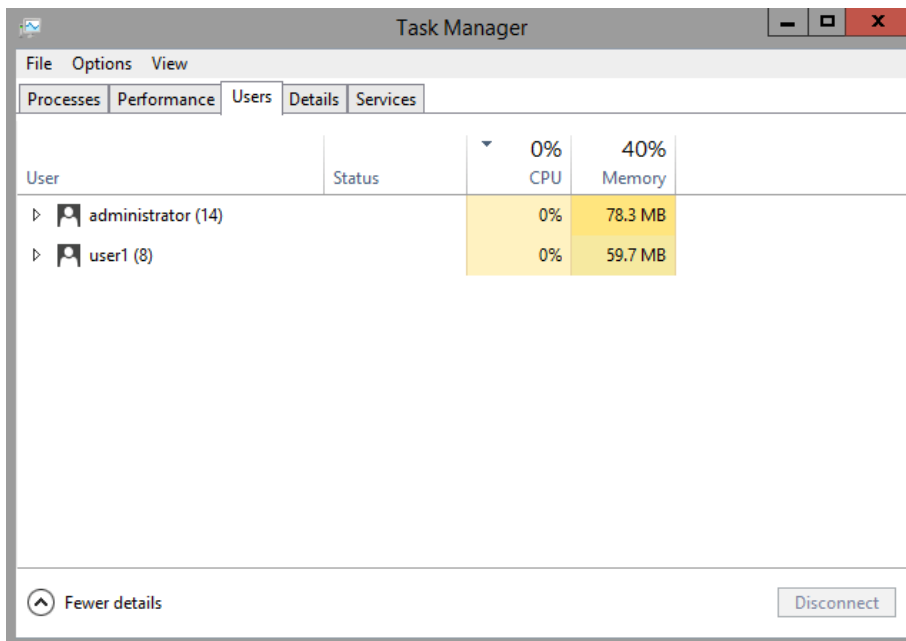 Task Manager
File Options View
Processes Performance Users Details Services
0% 40%
User Status CPU Memory
administrator (14) 0% 78.3 MB
user1 (8) 0% 59.7 MB
Fewer details Disconnect